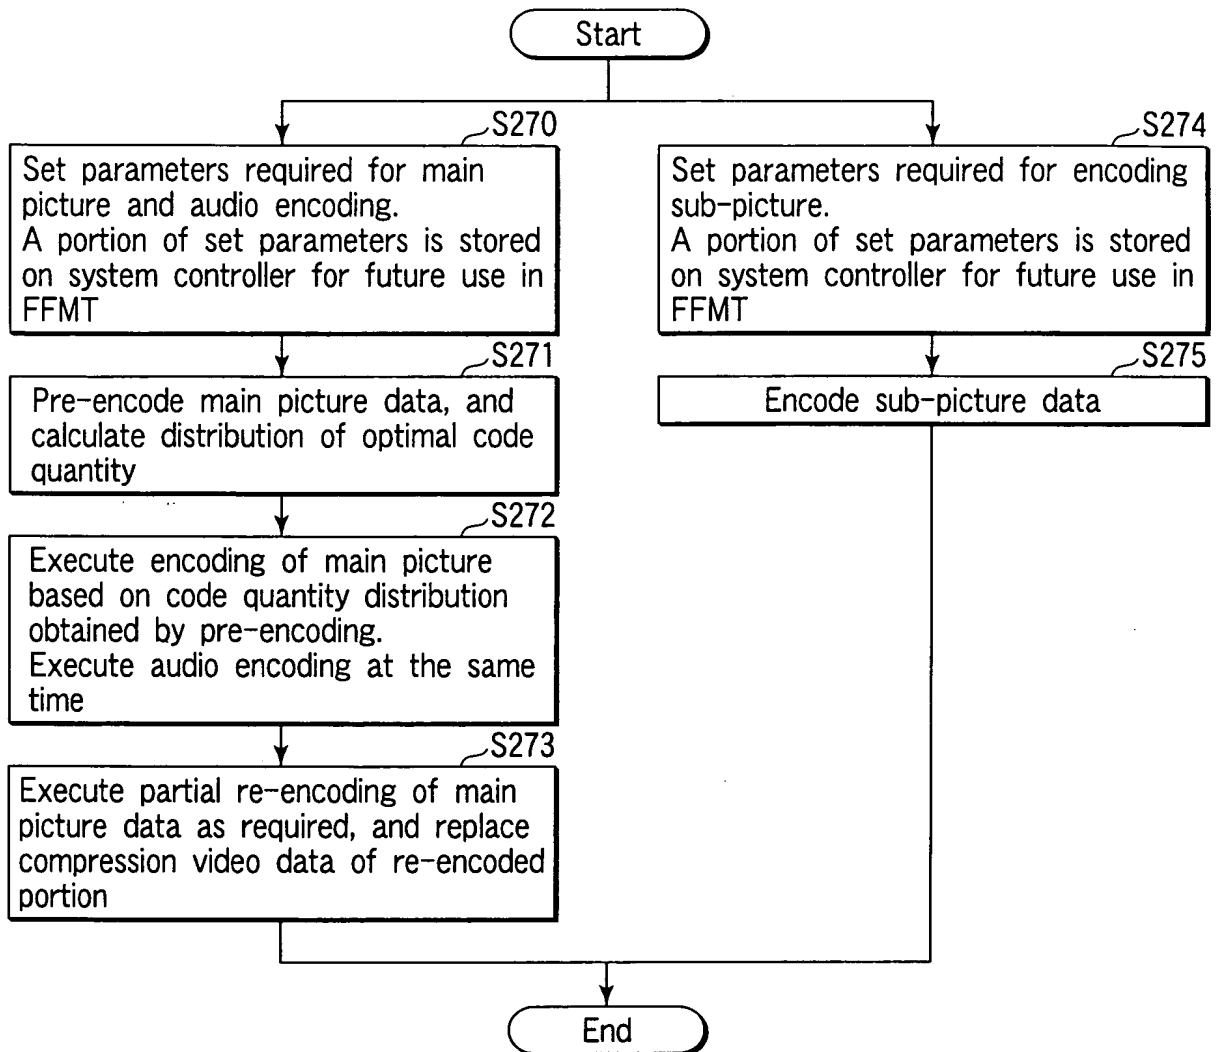 Start
S270
Set parameters required for main
picture and audio encoding.
A portion of set parameters is stored
on system controller for future use in
FFMT
S271
Pre-encode main picture data, and
calculate distribution of optimal code
quantity
S272
Execute encoding of main picture
based on code quantity distribution
obtained by pre-encoding.
Execute audio encoding at the same
time
S273
Execute partial re-encoding of main
picture data as required, and replace
compression video data of re-encoded
portion
S274
Set parameters required for encoding
sub-picture.
A portion of set parameters is stored
on system controller for future use in
FFMT
S275
Encode sub-picture data
End